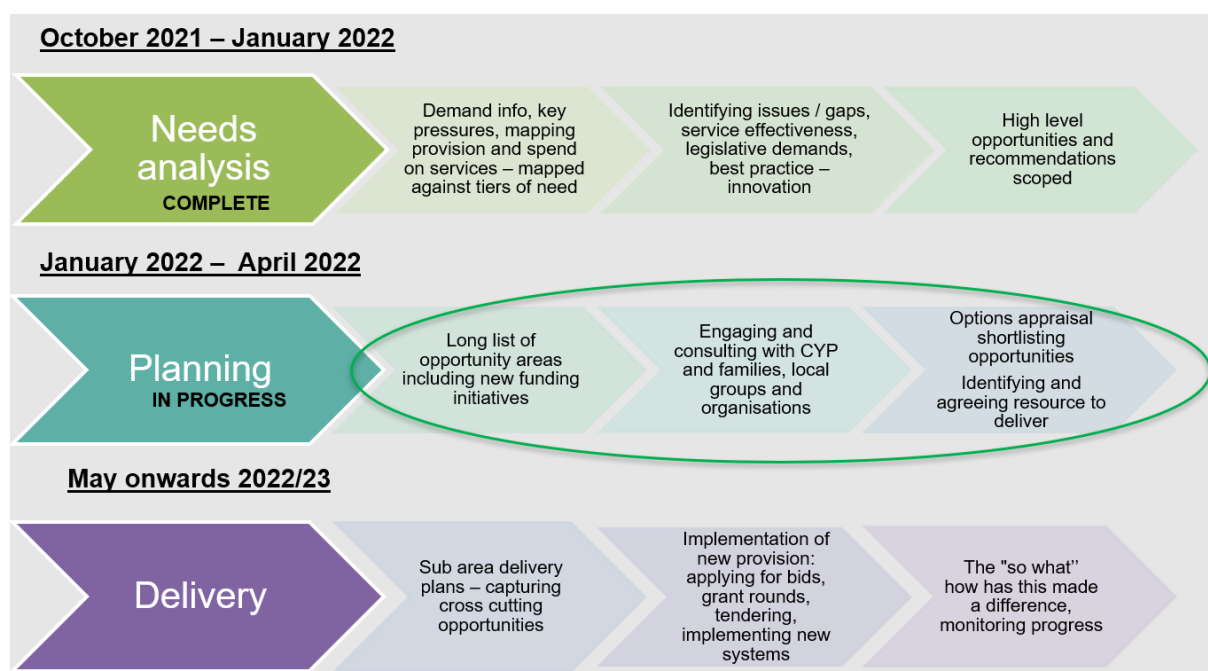 October 2021 – January 2022
Needs
analysis
COMPLETE
Demand info, key
pressures, mapping
provision and spend
on services – mapped
against tiers of need
Identifying issues / gaps,
service effectiveness,
legislative demands,
best practice –
innovation
High level
opportunities and
recommendations
scoped
January 2022 – April 2022
Planning
IN PROGRESS
Long list of
opportunity areas
including new funding
initiatives
Engaging and
consulting with CYP
and families, local
groups and
organisations
Options appraisal
shortlisting
opportunities
Identifying and
agreeing resource to
deliver
May onwards 2022/23
Delivery
Sub area delivery
plans – capturing
cross cutting
opportunities
Implementation of
new provision:
applying for bids,
grant rounds,
tendering,
implementing new
systems
The "so what’’
how has this made
a difference,
monitoring progress